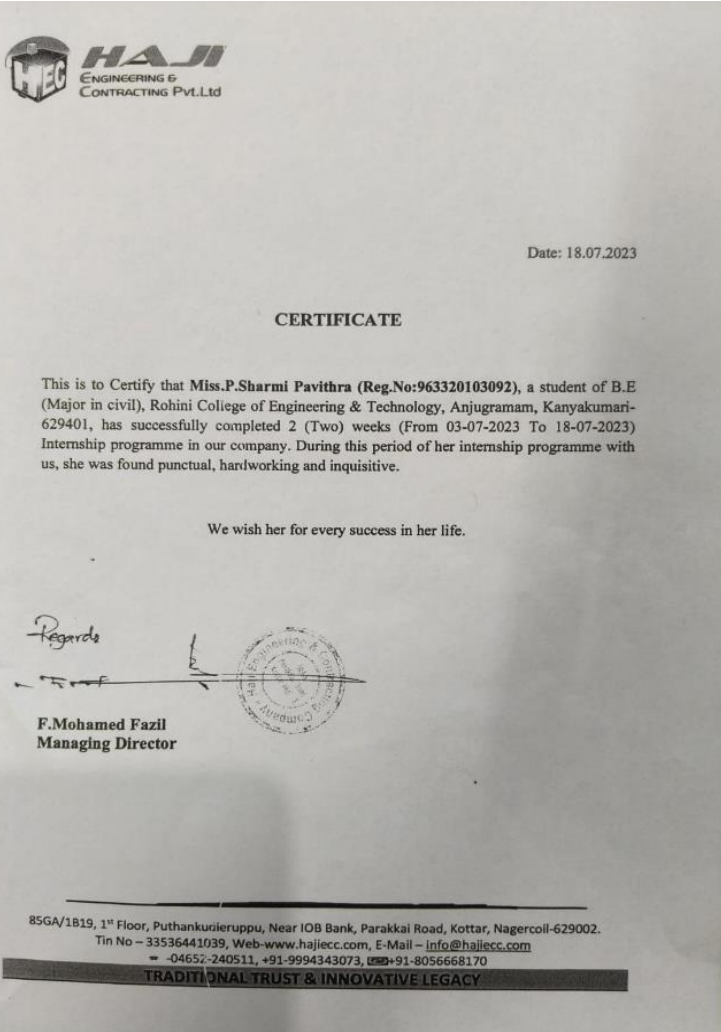 HEC
HAJI
ENGINEERING &
CONTRACTING Pvt.Ltd
Date: 18.07.2023
CERTIFICATE
This is to Certify that Miss.P.Sharmi Pavithra (Reg.No:963320103092), a student of B.E
(Major in civil), Rohini College of Engineering & Technology, Anjugramam, Kanyakumari-
629401, has successfully completed 2 (Two) weeks (From 03-07-2023 To 18-07-2023)
Internship programme in our company. During this period of her internship programme with
us, she was found punctual, hardworking and inquisitive.
We wish her for every success in her life.
Regards
Haji Engineering & Contracting Company
F.Mohamed Fazil
Managing Director
85GA/1B19, 1st Floor, Puthankudieruppu, Near IOB Bank, Parakkai Road, Kottar, Nagercoil-629002.
Tin No – 33536441039, Web-www.hajiecc.com, E-Mail – info@hajiecc.com
-04652-240511, +91-9994343073, +91-8056668170
TRADITIONAL TRUST & INNOVATIVE LEGACY